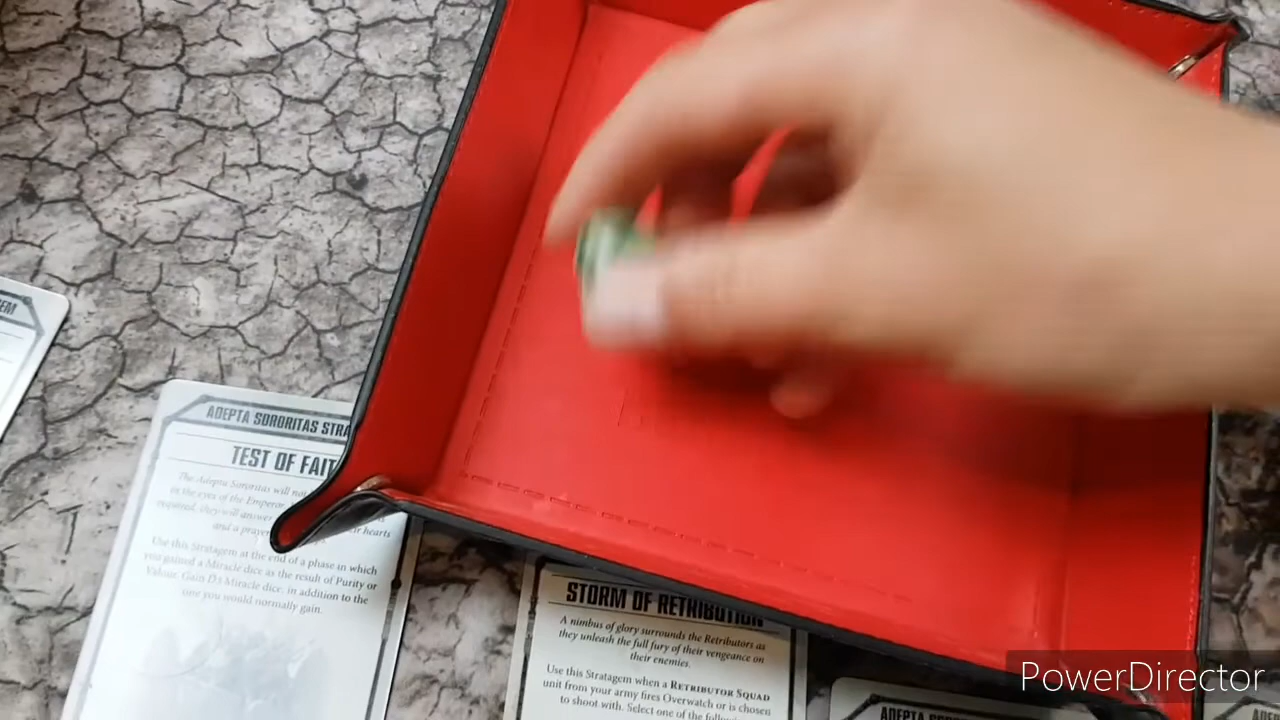 EM
ADEPTA SORORITAS STRA
TEST OF FAIT
The Adepta Sororitas will not
in the eyes of the Emperor.
required, they will answer
and a prayer heir hearts
Use this Stratagem at the end of a phase in which
you gained a Miracle dice as the result of Purity or
Valour. Gain D3 Miracle dice, in addition to the
one you would normally gain.
STORM OF RETRIBUTION
A nimbus of glory surrounds the Retributors as
they unleash the full fury of their vengeance on
their enemies.
Use this Stratagem when a RETRIBUTOR SQUAD
unit from your army fires Overwatch or is chosen
to shoot with. Select one of the
ADEPTA SORORITAS
PowerDirector